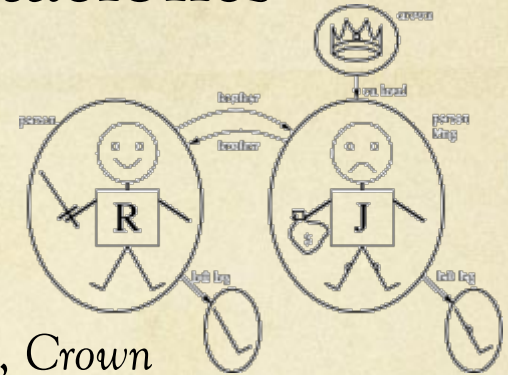 crown
on head
brother
person
person
king
brother
R
J
$
left leg
left leg
, Crown